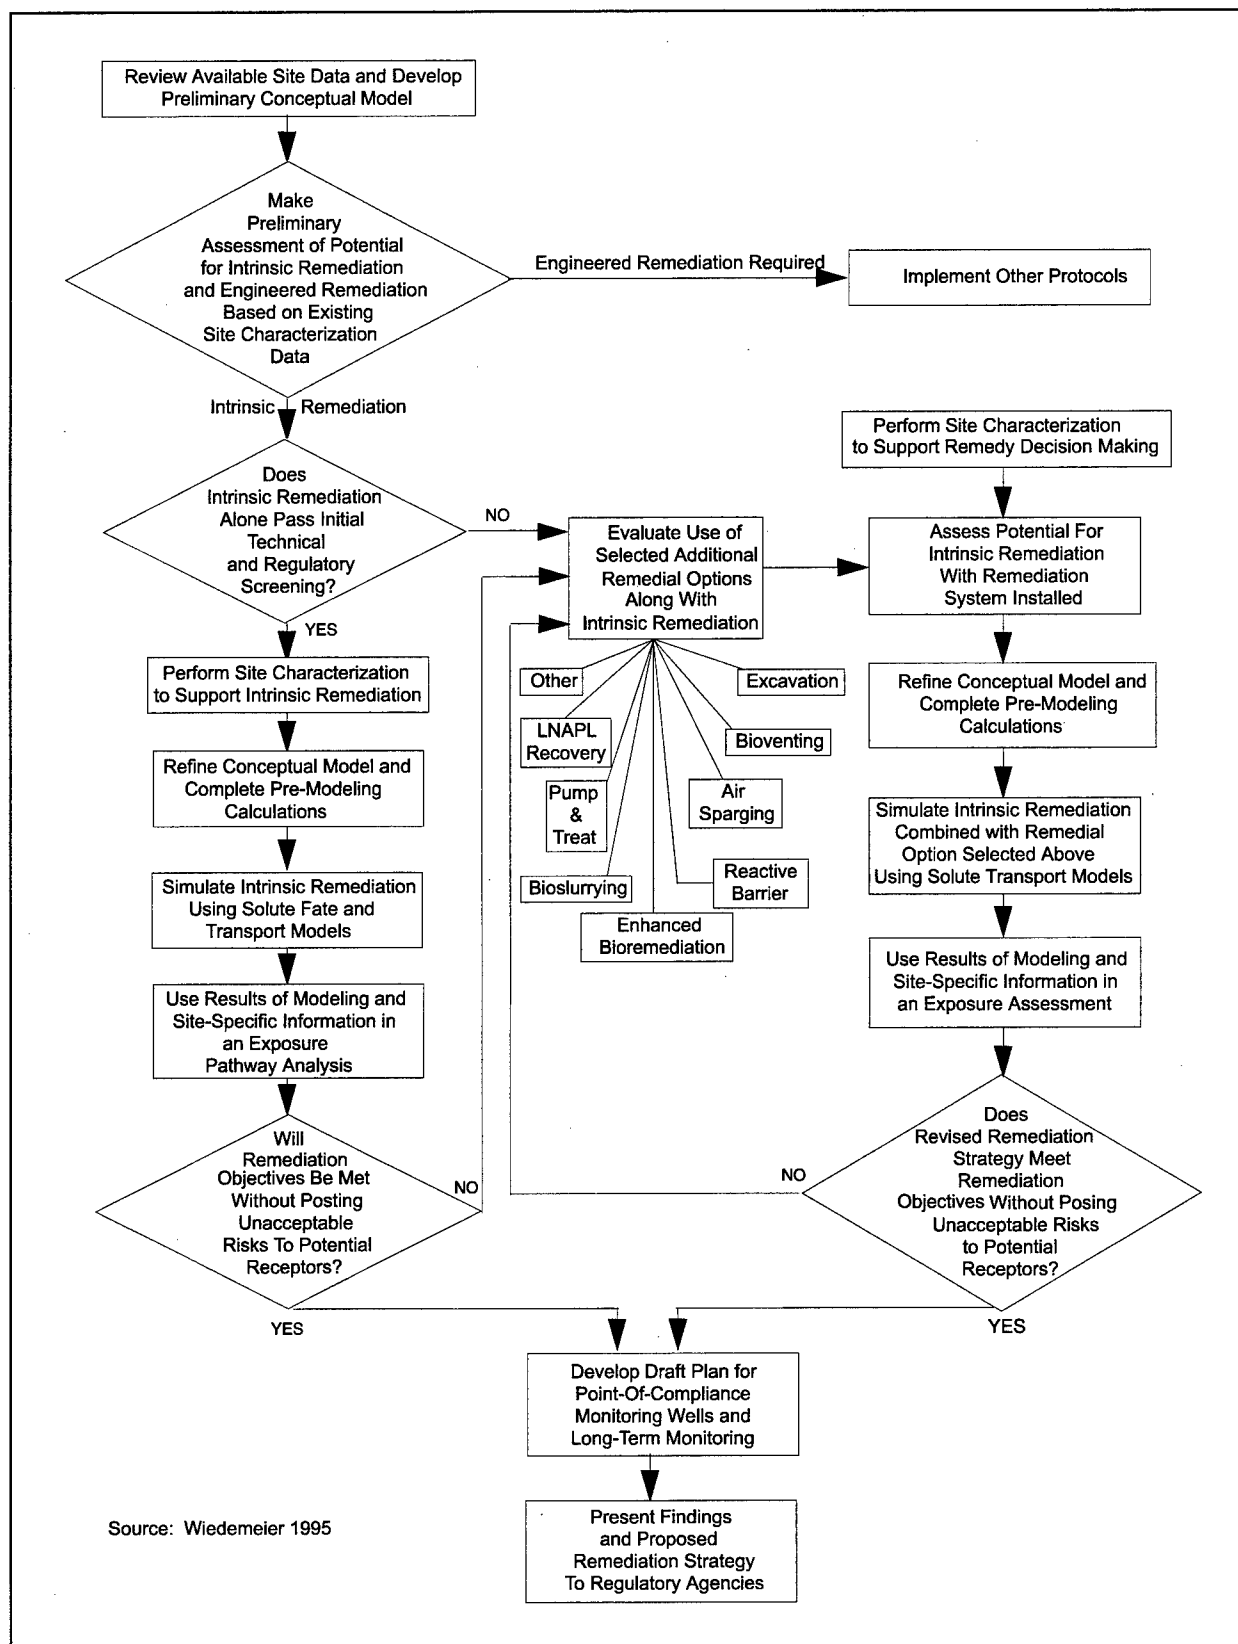 Review Available Site Data and Develop
Preliminary Conceptual Model
Make
Preliminary
Assessment of Potential
for Intrinsic Remediation
and Engineered Remediation
Based on Existing
Site Characterization
Data
Engineered Remediation Required
Implement Other Protocols
Intrinsic Remediation
Does
Intrinsic Remediation
Alone Pass Initial
Technical
and Regulatory
Screening?
NO
YES
Perform Site Characterization
to Support Intrinsic Remediation
Refine Conceptual Model and
Complete Pre-Modeling
Calculations
Simulate Intrinsic Remediation
Using Solute Fate and
Transport Models
Use Results of Modeling and
Site-Specific Information in
an Exposure
Pathway Analysis
Will
Remediation
Objectives Be Met
Without Posting
Unacceptable
Risks To Potential
Receptors?
NO
YES
Evaluate Use of
Selected Additional
Remedial Options
Along With
Intrinsic Remediation
Other
Excavation
LNAPL
Recovery
Bioventing
Pump
&
Treat
Air
Sparging
Bioslurrying
Reactive
Barrier
Enhanced
Bioremediation
Perform Site Characterization
to Support Remedy Decision Making
Assess Potential For
Intrinsic Remediation
With Remediation
System Installed
Refine Conceptual Model and
Complete Pre-Modeling
Calculations
Simulate Intrinsic Remediation
Combined with Remedial
Option Selected Above
Using Solute Transport Models
Use Results of Modeling and
Site-Specific Information in
an Exposure Assessment
Does
Revised Remediation
Strategy Meet
Remediation
Objectives Without Posing
Unacceptable Risks
to Potential
Receptors?
NO
YES
Develop Draft Plan for
Point-Of-Compliance
Monitoring Wells and
Long-Term Monitoring
Present Findings
and Proposed
Remediation Strategy
To Regulatory Agencies
Source: Wiedemeier 1995